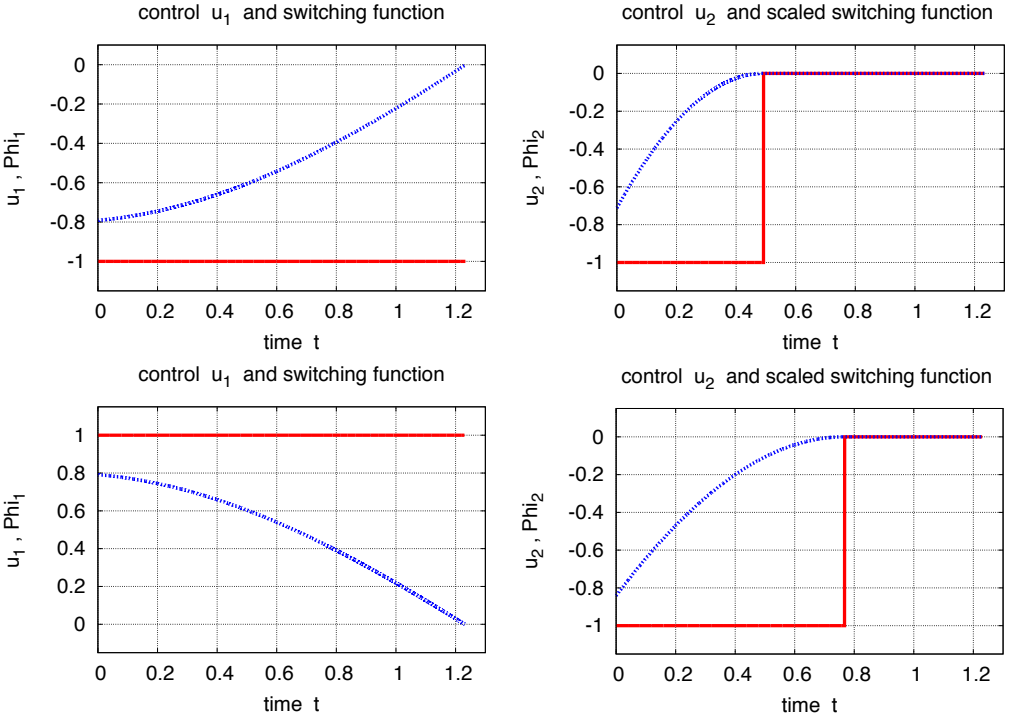 control u1 and switching function
0
-0.2
-0.4
-0.6
-0.8
-1
u1 , Phi1
0 0.2 0.4 0.6 0.8 1 1.2
time t
control u2 and scaled switching function
0
-0.2
-0.4
-0.6
-0.8
-1
u2 , Phi2
0 0.2 0.4 0.6 0.8 1 1.2
time t
control u1 and switching function
1
0.8
0.6
0.4
0.2
0
u1 , Phi1
0 0.2 0.4 0.6 0.8 1 1.2
time t
control u2 and scaled switching function
0
-0.2
-0.4
-0.6
-0.8
-1
u2 , Phi2
0 0.2 0.4 0.6 0.8 1 1.2
time t